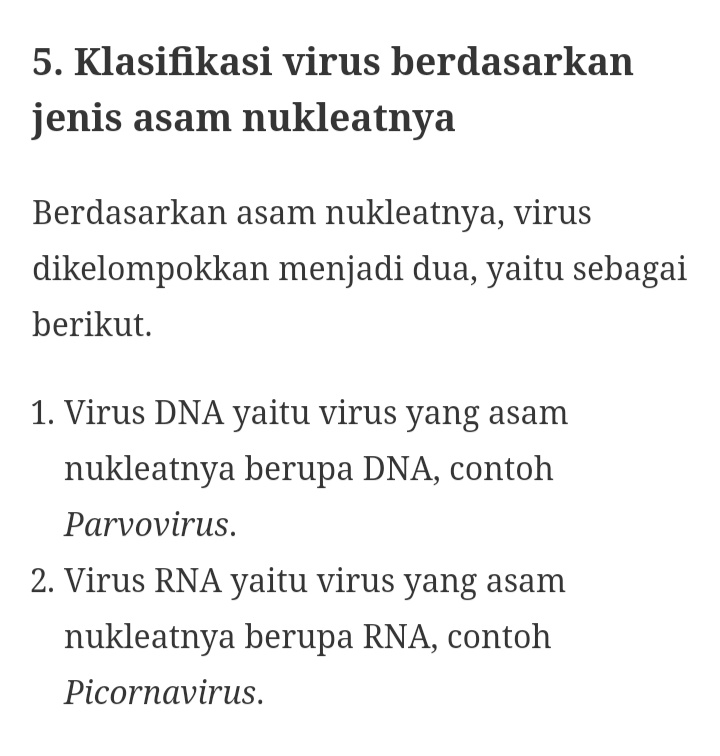 5. Klasifikasi virus berdasarkan
jenis asam nukleatnya
Berdasarkan asam nukleatnya, virus
dikelompokkan menjadi dua, yaitu sebagai
berikut.
1. Virus DNA yaitu virus yang asam
nukleatnya berupa DNA, contoh
Parvovirus.
2. Virus RNA yaitu virus yang asam
nukleatnya berupa RNA, contoh
Picornavirus.